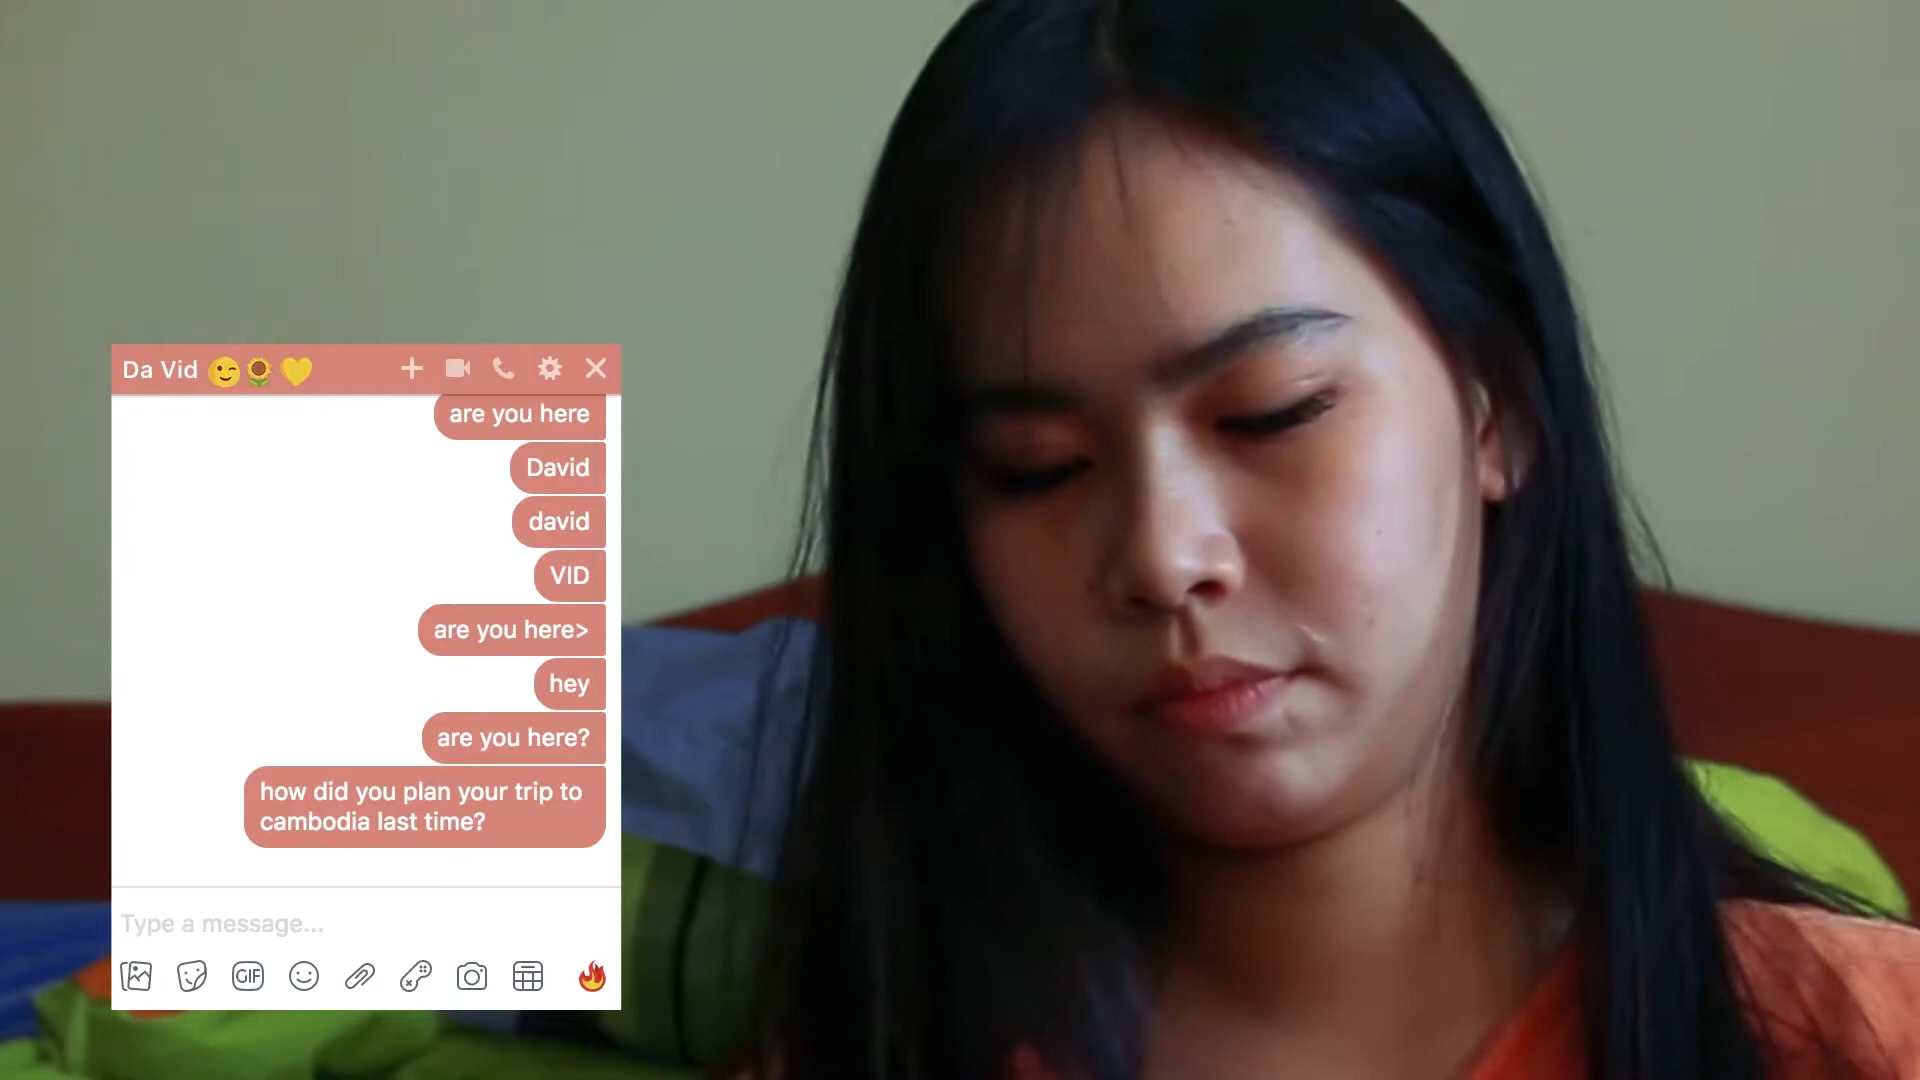 Da Vid 😉🌻💛
are you here
David
david
VID
are you here>
hey
are you here?
how did you plan your trip to
cambodia last time?
Type a message...
GIF